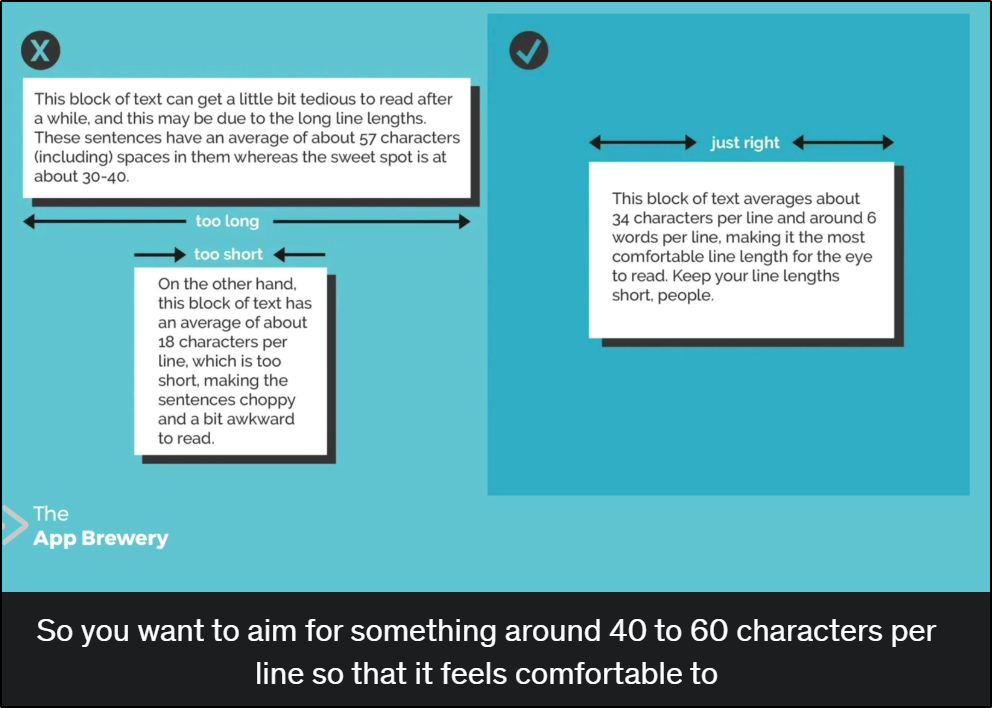 X
This block of text can get a little bit tedious to read after
a while, and this may be due to the long line lengths.
These sentences have an average of about 57 characters
(including) spaces in them whereas the sweet spot is at
about 30-40.
too long
too short
On the other hand,
this block of text has
an average of about
18 characters per
line, which is too
short, making the
sentences choppy
and a bit awkward
to read.
just right
This block of text averages about
34 characters per line and around 6
words per line, making it the most
comfortable line length for the eye
to read. Keep your line lengths
short, people.
The
App Brewery
So you want to aim for something around 40 to 60 characters per
line so that it feels comfortable to